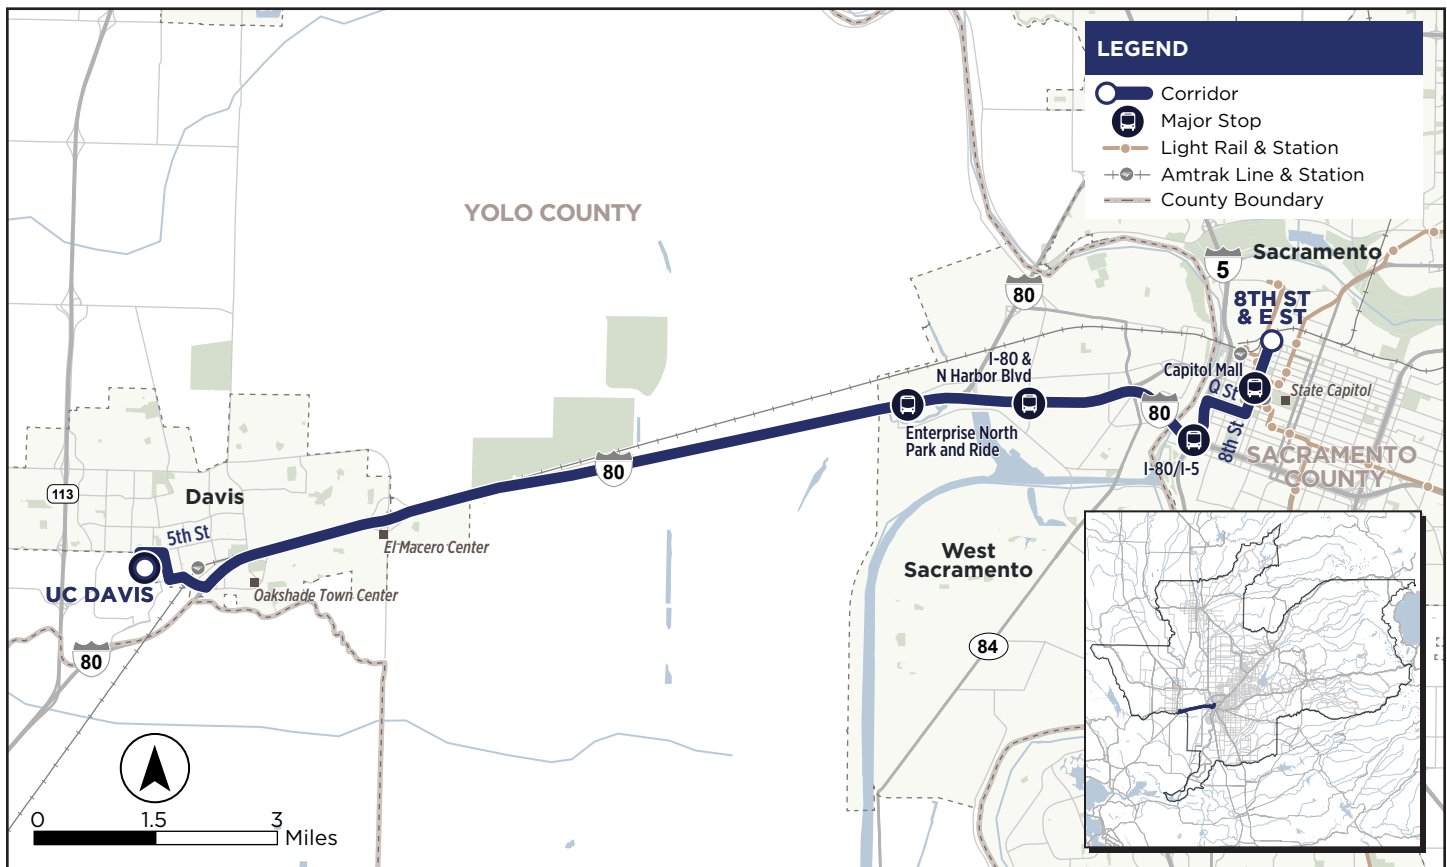 LEGEND
Corridor
Major Stop
Light Rail & Station
Amtrak Line & Station
County Boundary
YOLO COUNTY
Sacramento
5
80
8TH ST
& E ST
I-80 &
N Harbor Blvd
Capitol Mall
Q St
State Capitol
80
Enterprise North
Park and Ride
8th St
I-80/I-5
SACRAMENTO
COUNTY
80
113
Davis
5th St
El Macero Center
UC DAVIS
Oakshade Town Center
West
Sacramento
84
80
0 1.5 3
Miles